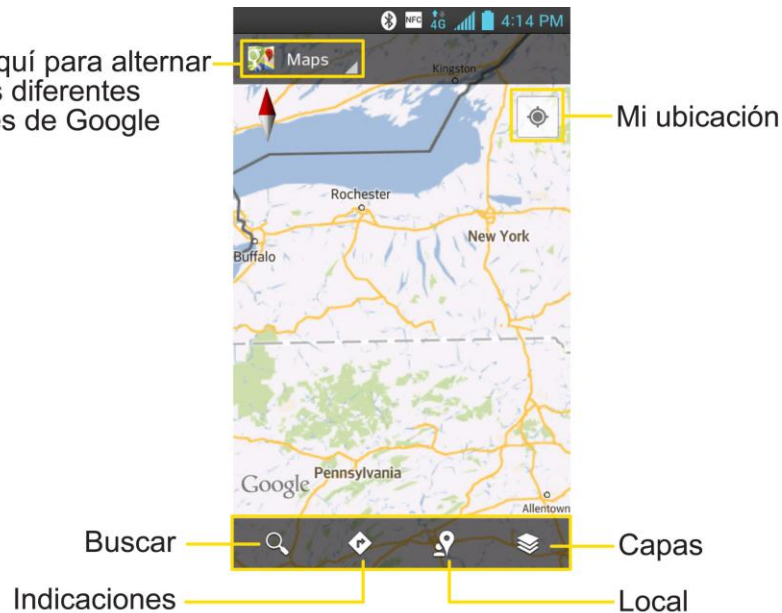 NFC 4G 4:14 PM
quí para alternar
s diferentes
es de Google
Maps
Kingston
Mi ubicación
Rochester
New York
Buffalo
Pennsylvania
Google
Allentown
Buscar
Capas
Indicaciones
Local